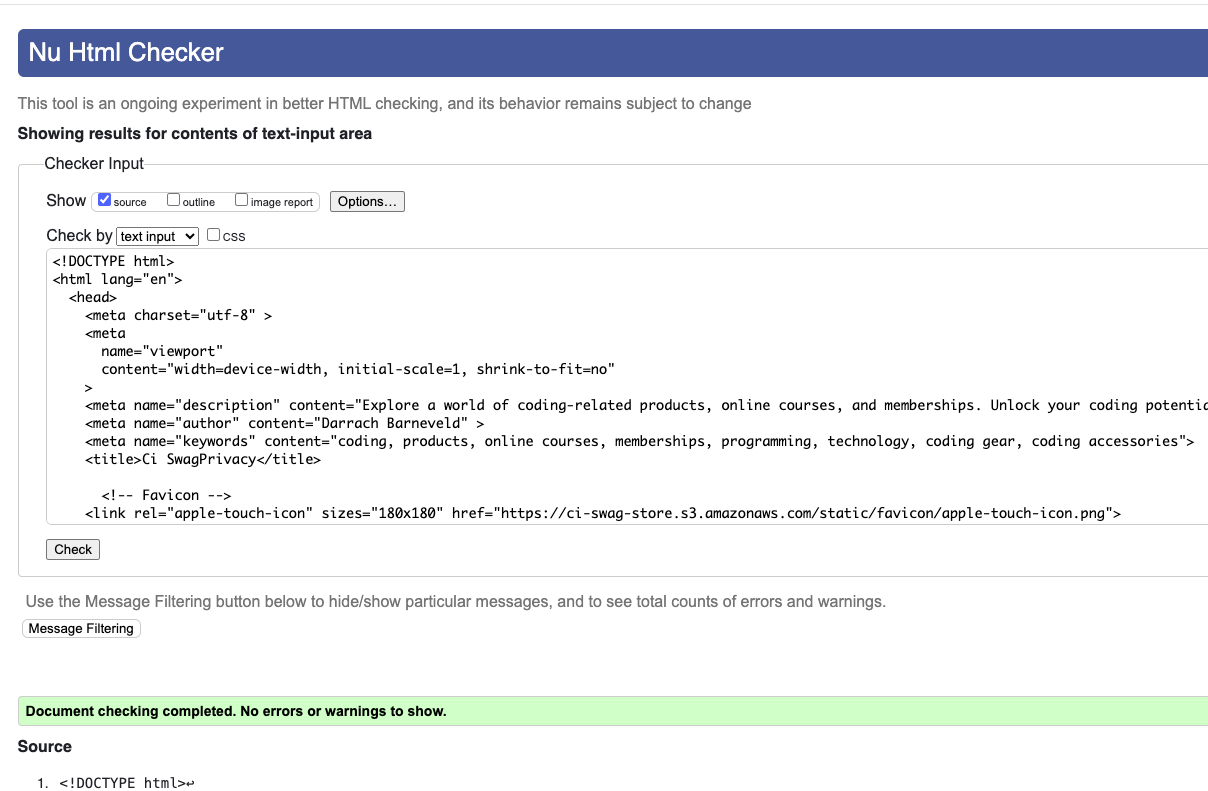 Nu Html Checker
This tool is an ongoing experiment in better HTML checking, and its behavior remains subject to change
Showing results for contents of text-input area
Checker Input
Show source outline image report Options...
Check by text input css
<!DOCTYPE html>
<html lang="en">
<head>
<meta charset="utf-8" >
<meta
name="viewport"
content="width=device-width, initial-scale=1, shrink-to-fit=no"
>
<meta name="description" content="Explore a world of coding-related products, online courses, and memberships. Unlock your coding
<meta name="author" content="Darrach Barneveld" >
<meta name="keywords" content="coding, products, online courses, memberships, programming, technology, coding gear, coding accessories">
<title>Ci SwagPrivacy</title>
<!-- Favicon -->
<link rel="apple-touch-icon" sizes="180x180" href="https://ci-swag-store.s3.amazonaws.com/static/favicon/apple-touch-icon.png">
Check
Use the Message Filtering button below to hide/show particular messages, and to see total counts of errors and warnings.
Message Filtering
Document checking completed. No errors or warnings to show.
Source
1. <!DOCTYPE html>↩